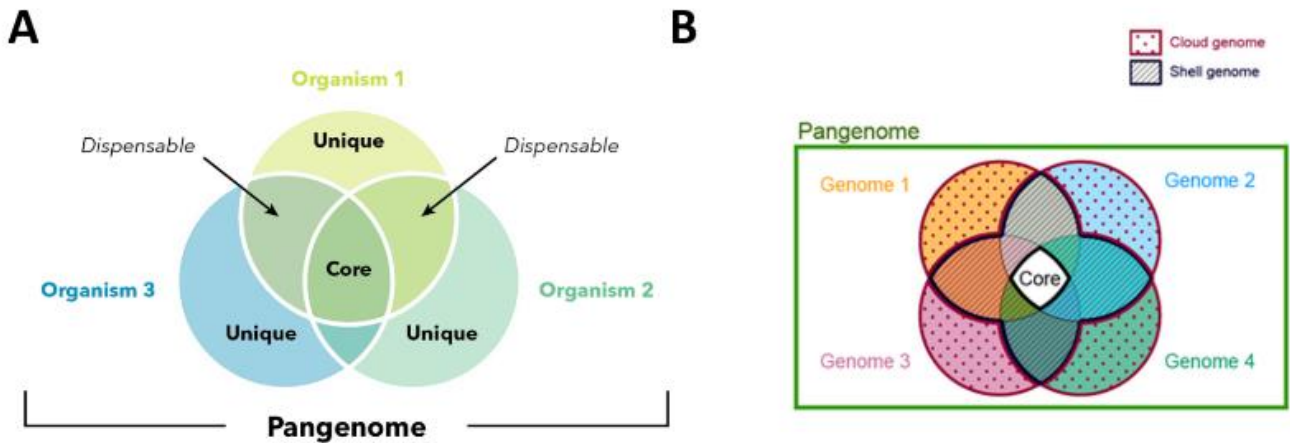 A
Organism 1
Unique
Dispensable
Dispensable
Core
Organism 3
Organism 2
Unique
Unique
Pangenome
B
Cloud genome
Shell genome
Pangenome
Genome 1
Genome 2
Core
Genome 3
Genome 4